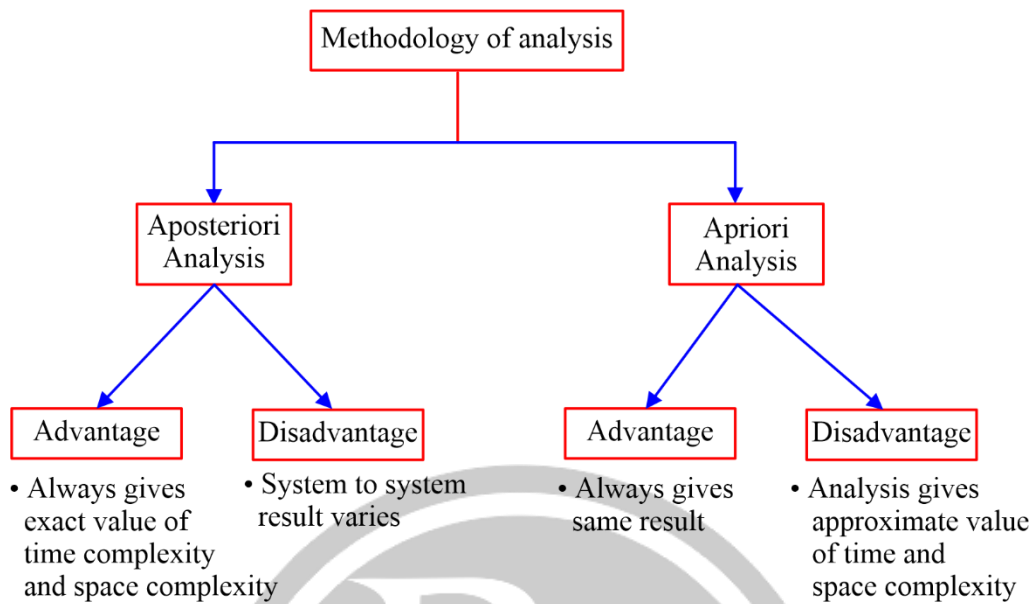 Methodology of analysis
Aposteriori
Analysis
Apriori
Analysis
Advantage
• Always gives
exact value of
time complexity
and space complexity
Disadvantage
• System to system
result varies
Advantage
• Always gives
same result
Disadvantage
• Analysis gives
approximate value
of time and
space complexity